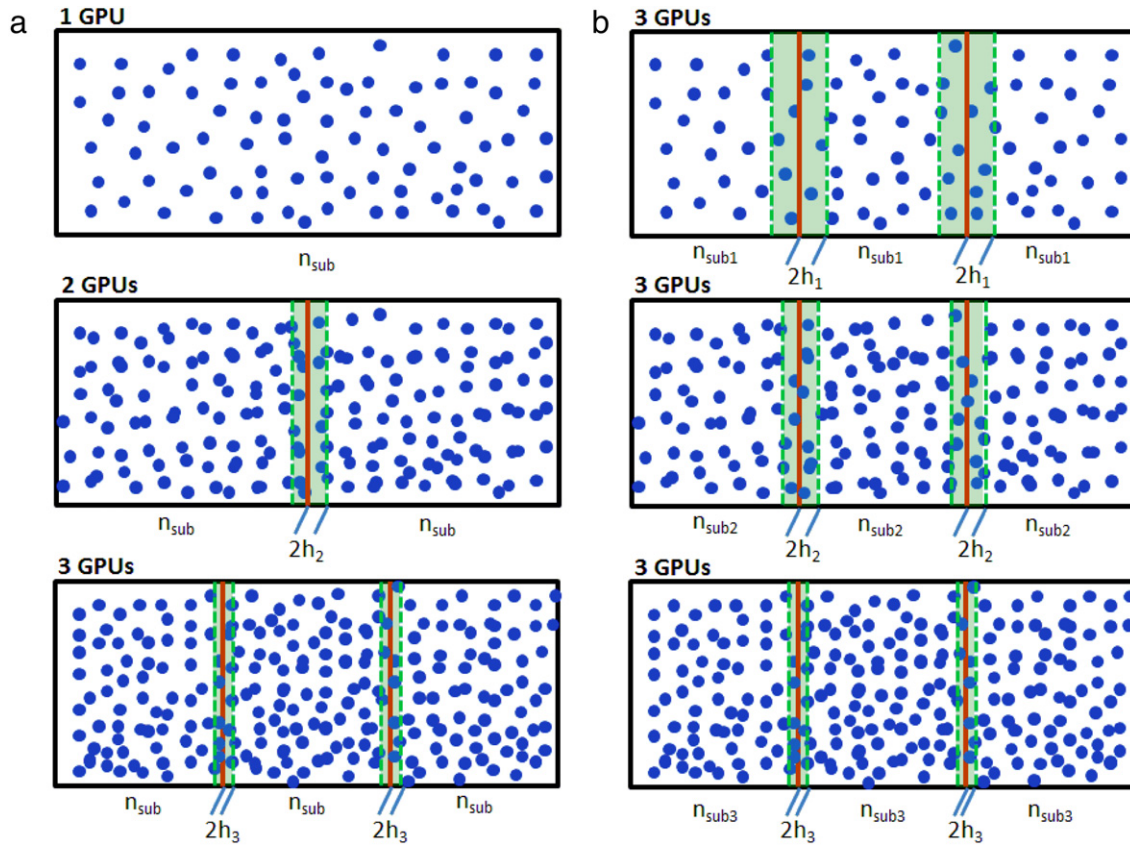 a
1 GPU
n_sub
2 GPUs
n_sub n_sub
2h_2
3 GPUs
n_sub n_sub n_sub
2h_3 2h_3
b
3 GPUs
n_sub1 n_sub1 n_sub1
2h_1 2h_1
3 GPUs
n_sub2 n_sub2 n_sub2
2h_2 2h_2
3 GPUs
n_sub3 n_sub3 n_sub3
2h_3 2h_3